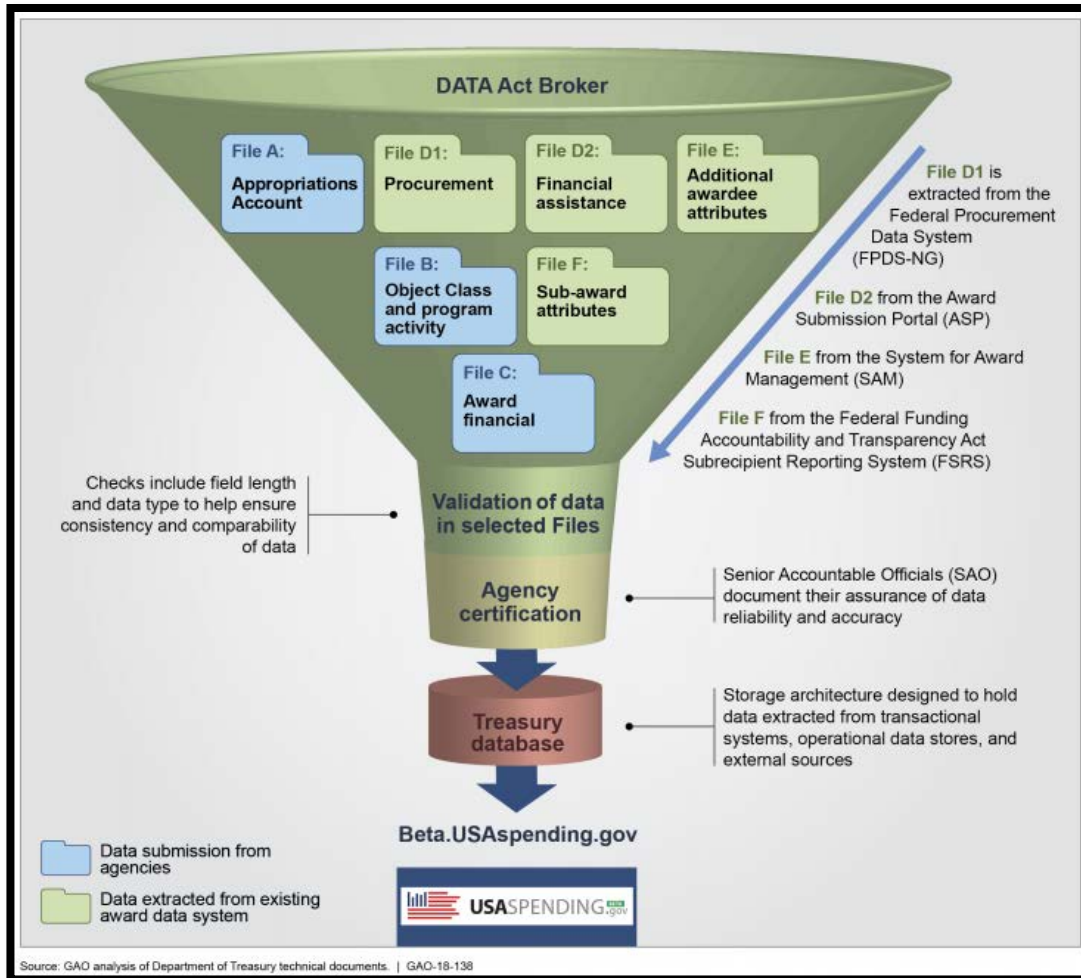 DATA Act Broker
File A:
Appropriations
Account
File D1:
Procurement
File D2:
Financial
assistance
File E:
Additional
awardee
attributes
File B:
Object Class
and program
activity
File F:
Sub-award
attributes
File C:
Award
financial
File D1 is
extracted from the
Federal Procurement
Data System
(FPDS-NG)
File D2 from the Award
Submission Portal (ASP)
File E from the System for Award
Management (SAM)
File F from the Federal Funding
Accountability and Transparency Act
Subrecipient Reporting System (FSRS)
Checks include field length
and data type to help ensure
consistency and comparability
of data
Validation of data
in selected Files
Agency
certification
Senior Accountable Officials (SAO)
document their assurance of data
reliability and accuracy
Treasury
database
Storage architecture designed to hold
data extracted from transactional
systems, operational data stores, and
external sources
Beta.USAspending.gov
USASPENDING.gov
BETA
Data submission from
agencies
Data extracted from existing
award data system
Source: GAO analysis of Department of Treasury technical documents. | GAO-18-138